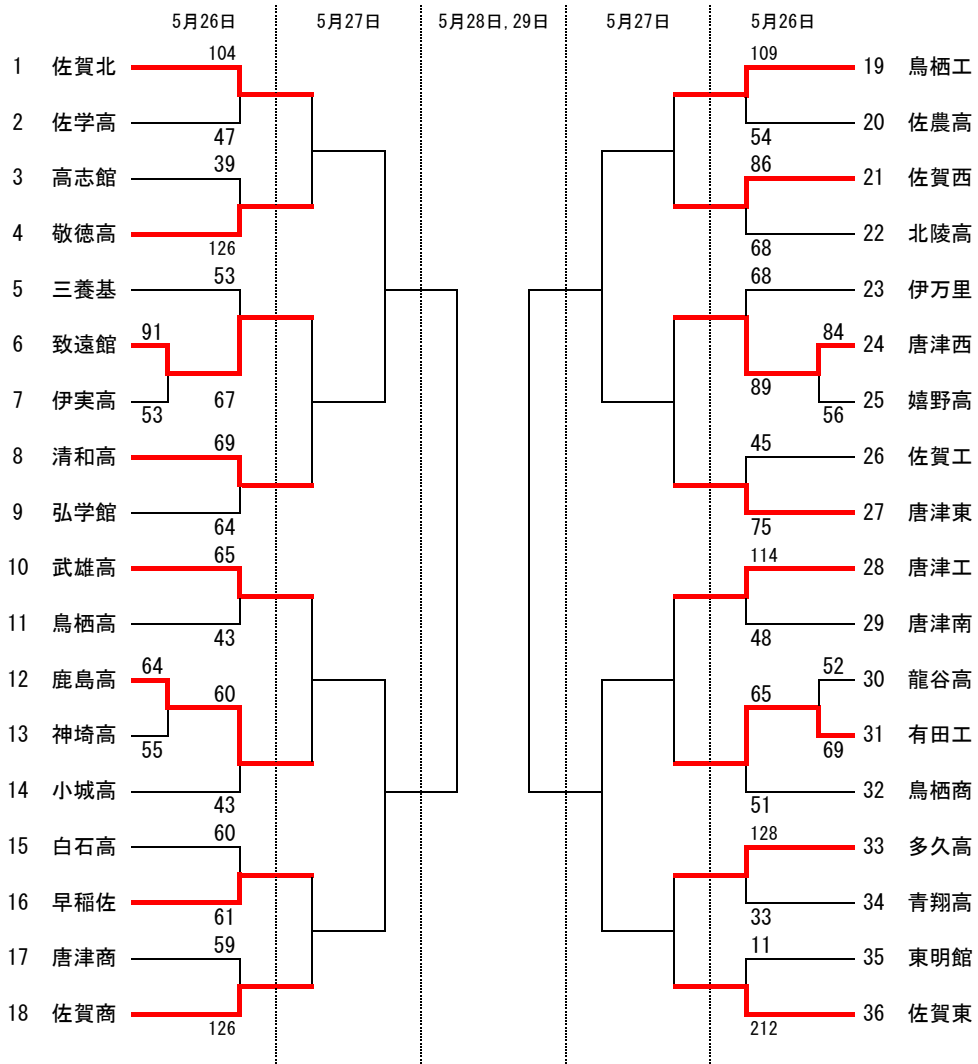 5月26日 5月27日 5月28日, 29日 5月27日 5月26日
104 109
1 佐賀北 19 鳥栖工
2 佐学高 20 佐農高
47 54
39 86
3 高志館 21 佐賀西
4 敬徳高 22 北陵高
126 68
53 68
5 三養基 23 伊万里
91 84
6 致遠館 24 唐津西
67 89
7 伊実高 25 嬉野高
53 56
69 45
8 清和高 26 佐賀工
9 弘学館 27 唐津東
64 75
65 114
10 武雄高 28 唐津工
11 鳥栖高 29 唐津南
43 48
64 52
12 鹿島高 30 龍谷高
60 65
13 神埼高 31 有田工
55 69
14 小城高 32 鳥栖商
43 51
60 128
15 白石高 33 多久高
16 早稲佐 34 青翔高
61 33
59 11
17 唐津商 35 東明館
18 佐賀商 36 佐賀東
126 212